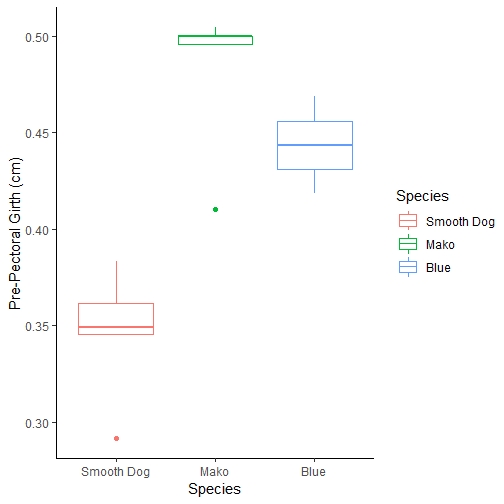 0.50
0.45
0.40
0.35
0.30
Pre-Pectoral Girth (cm)
Smooth Dog
Mako
Blue
Species
Species
Smooth Dog
Mako
Blue